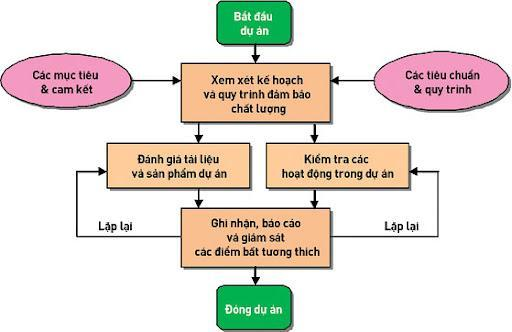 Bắt đầu
dự án
Các mục tiêu
& cam kết
Xem xét kế hoạch
và quy trình đảm bảo
chất lượng
Các tiêu chuẩn
& quy trình
Đánh giá tài liệu
và sản phẩm dự án
Kiểm tra các
hoạt động trong dự án
Lặp lại
Ghi nhận, báo cáo
và giám sát
các điểm bất tương thích
Lặp lại
Đóng dự án